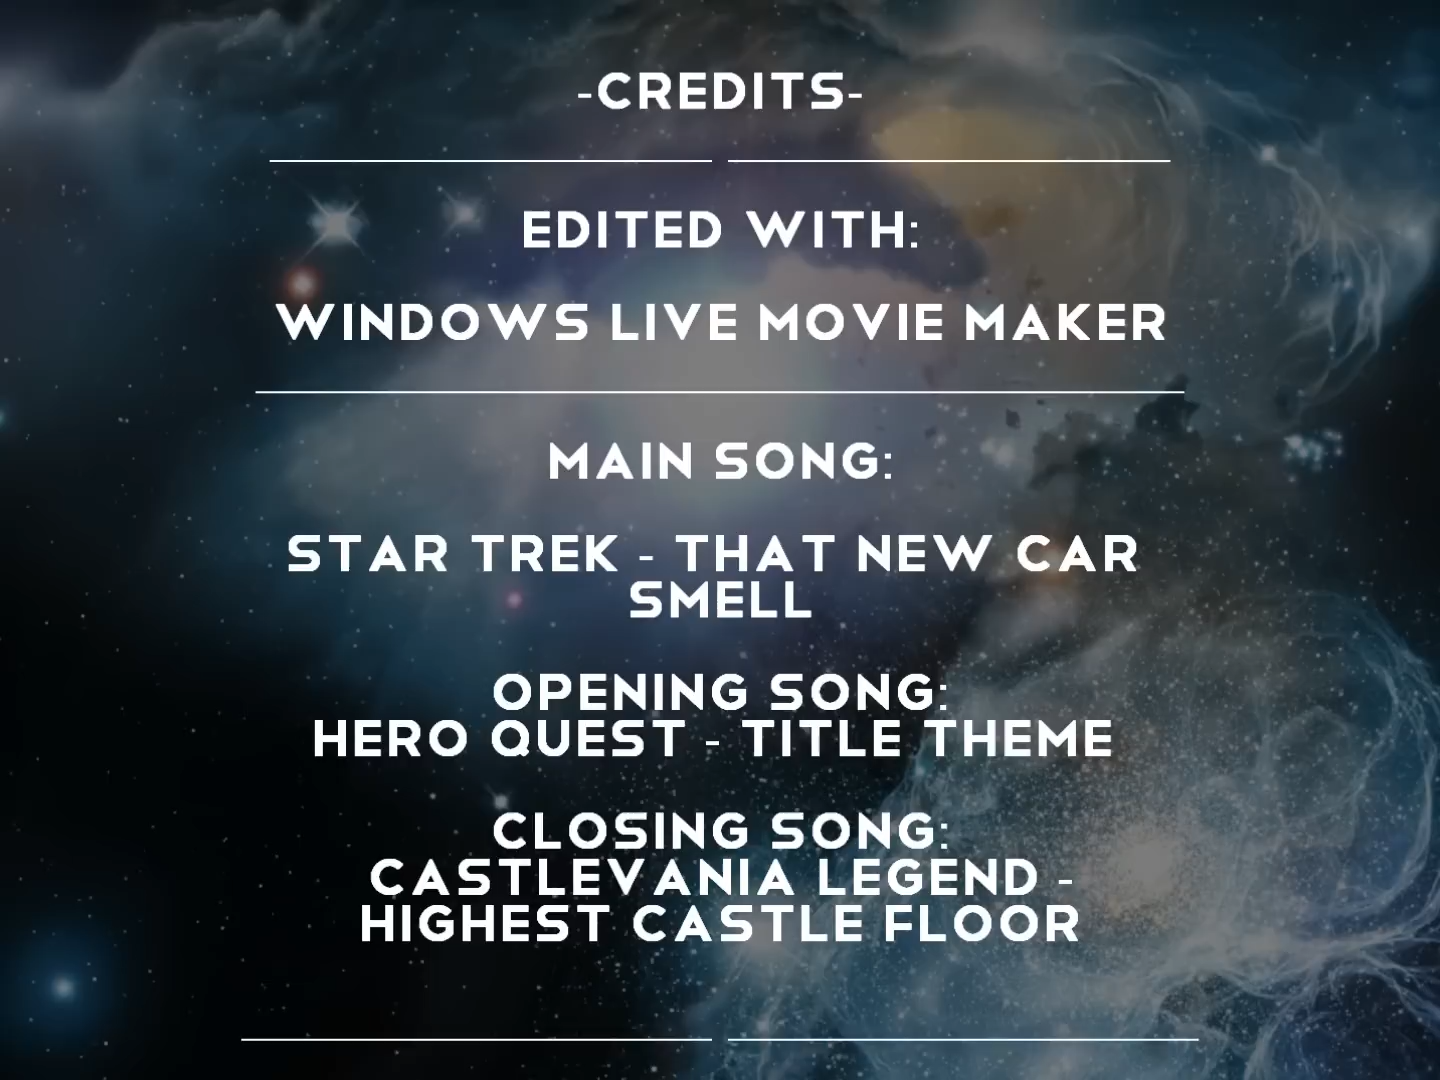 -CREDITS-
EDITED WITH:
WINDOWS LIVE MOVIE MAKER
MAIN SONG:
STAR TREK - THAT NEW CAR
SMELL
OPENING SONG:
HERO QUEST - TITLE THEME
CLOSING SONG:
CASTLEVANIA LEGEND -
HIGHEST CASTLE FLOOR